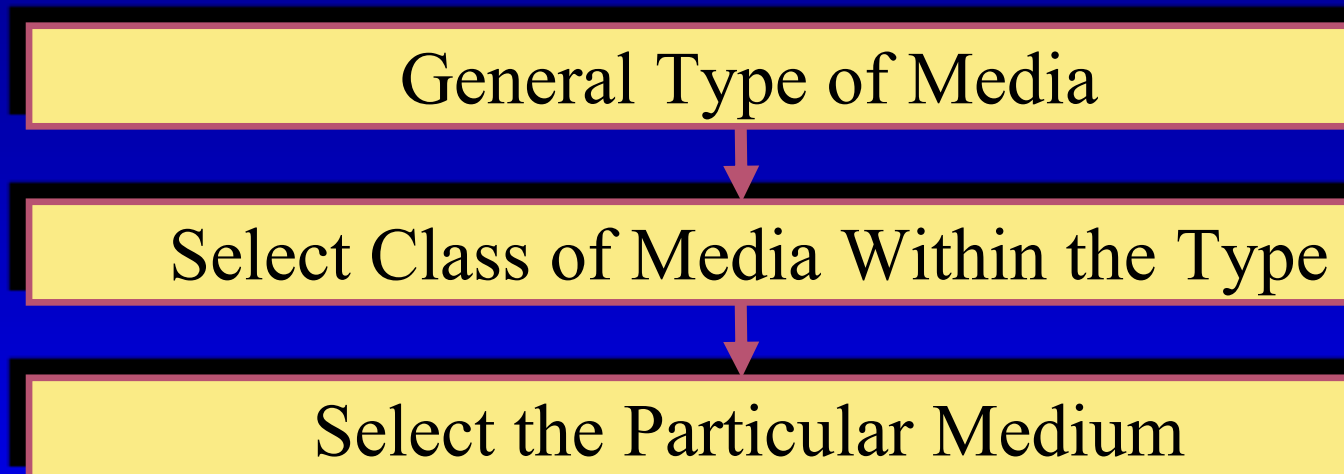 General Type of Media
Select Class of Media Within the Type
Select the Particular Medium